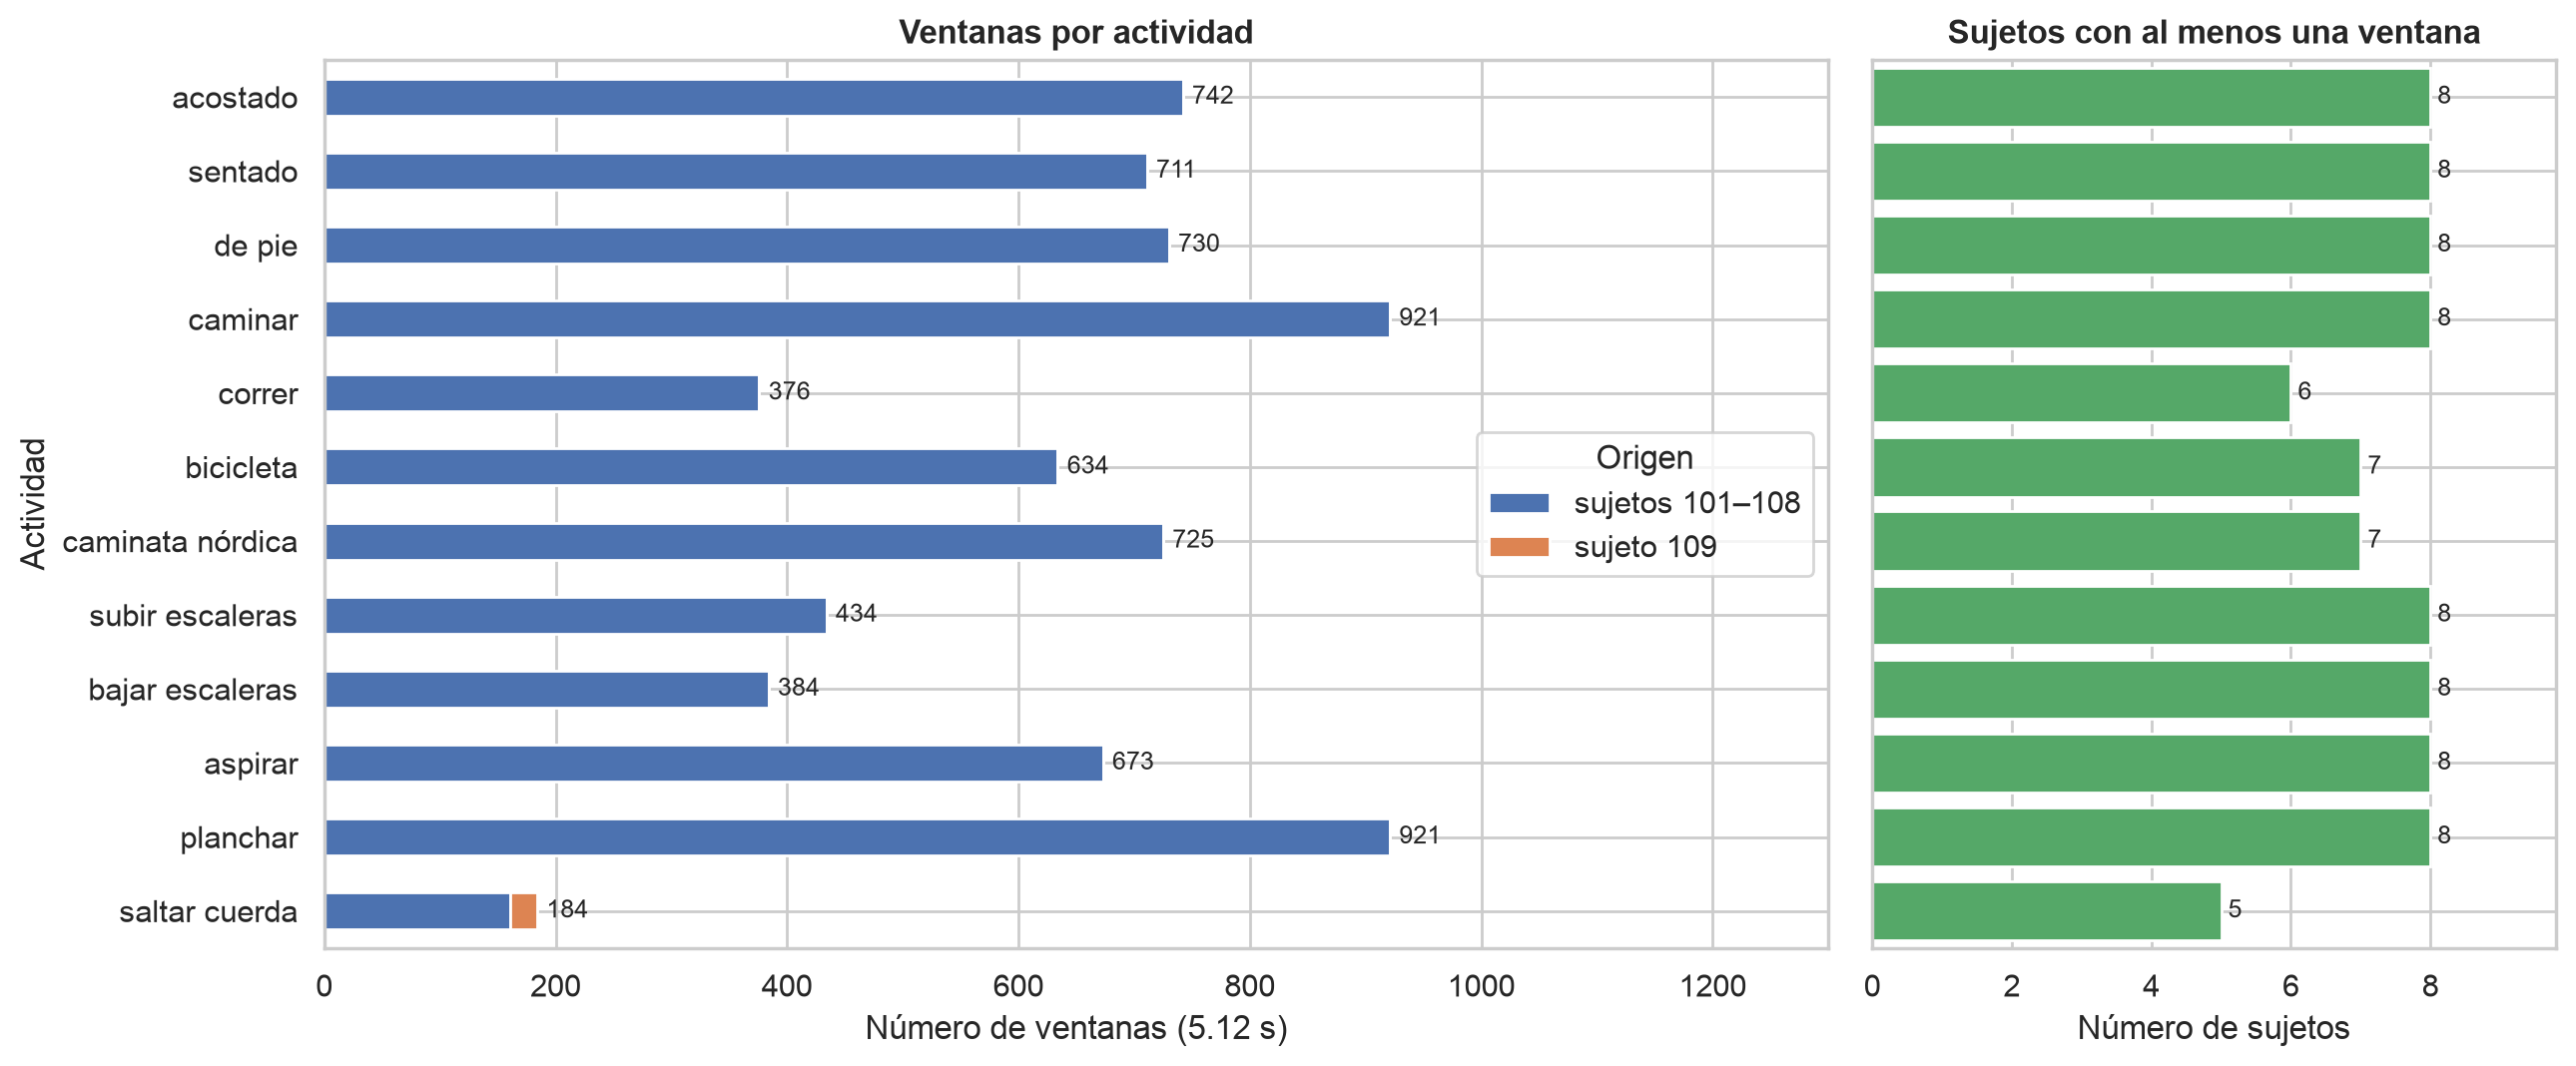 Ventanas por actividad
Actividad
acostado 742
sentado 711
de pie 730
caminar 921
correr 376
bicicleta 634
caminata nórdica 725
subir escaleras 434
bajar escaleras 384
aspirar 673
planchar 921
saltar cuerda 184
Origen
sujetos 101–108
sujeto 109
0 200 400 600 800 1000 1200
Número de ventanas (5.12 s)
Sujetos con al menos una ventana
8
8
8
8
6
7
7
8
8
8
8
5
0 2 4 6 8
Número de sujetos